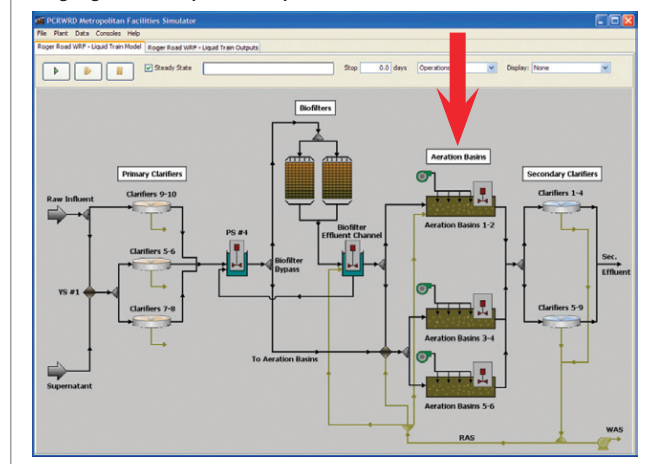 PCRWRD Metropolitan Facilities Simulator
File Plant Data Consoles Help
Roger Road WRF - Liquid Train Model Roger Road WRF - Liquid Train Outputs
Steady State Stop 0.0 days Operations Display: None
Biofilters
Aeration Basins
Primary Clarifiers
Secondary Clarifiers
Clarifiers 9-10
Clarifiers 1-4
Raw Influent
PS #4
Biofilter
Effluent Channel
Aeration Basins 1-2
Clarifiers 5-6
Biofilter
Bypass
Sec.
Effluent
YS #1
Clarifiers 7-8
Clarifiers 5-9
Aeration Basins 3-4
To Aeration Basins
Supernatant
Aeration Basins 5-6
RAS
WAS